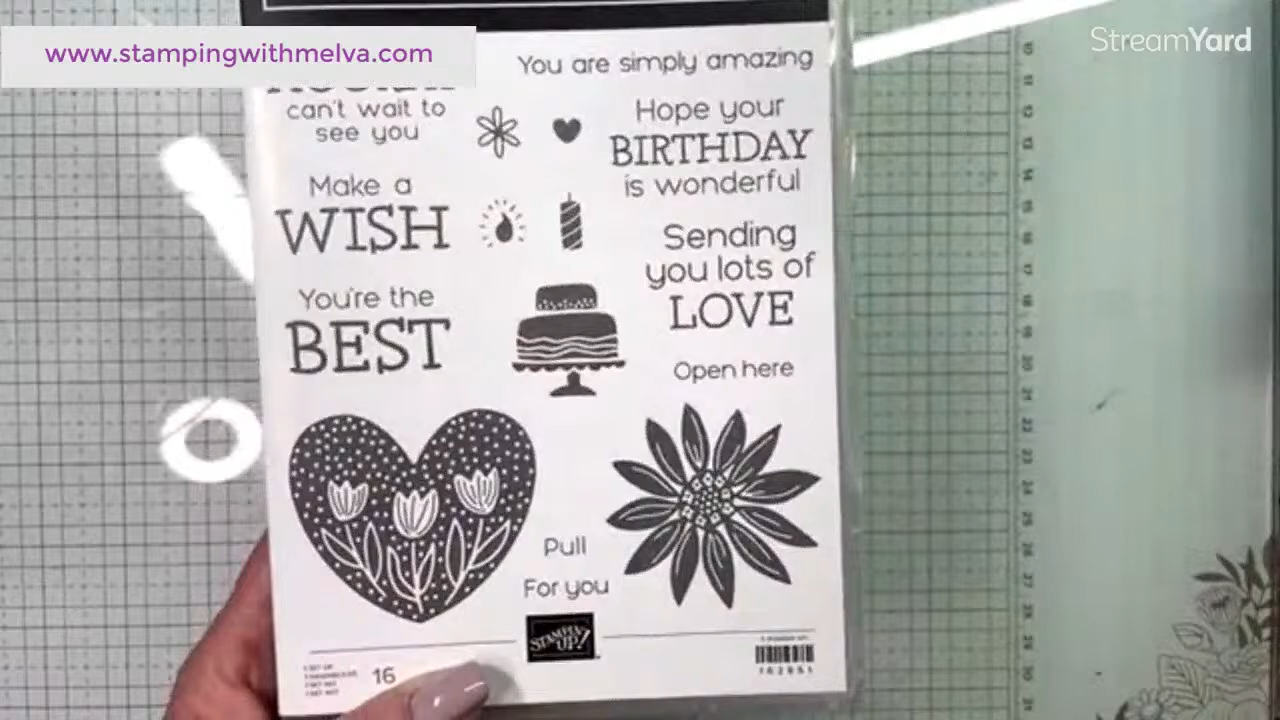 www.stampingwithmelva.com
StreamYard
You are simply amazing
can't wait to
see you
Hope your
BIRTHDAY
is wonderful
Make a
WISH
Sending
you lots of
LOVE
You're the
BEST
Open here
Pull
For you
STAMPIN' UP!
16